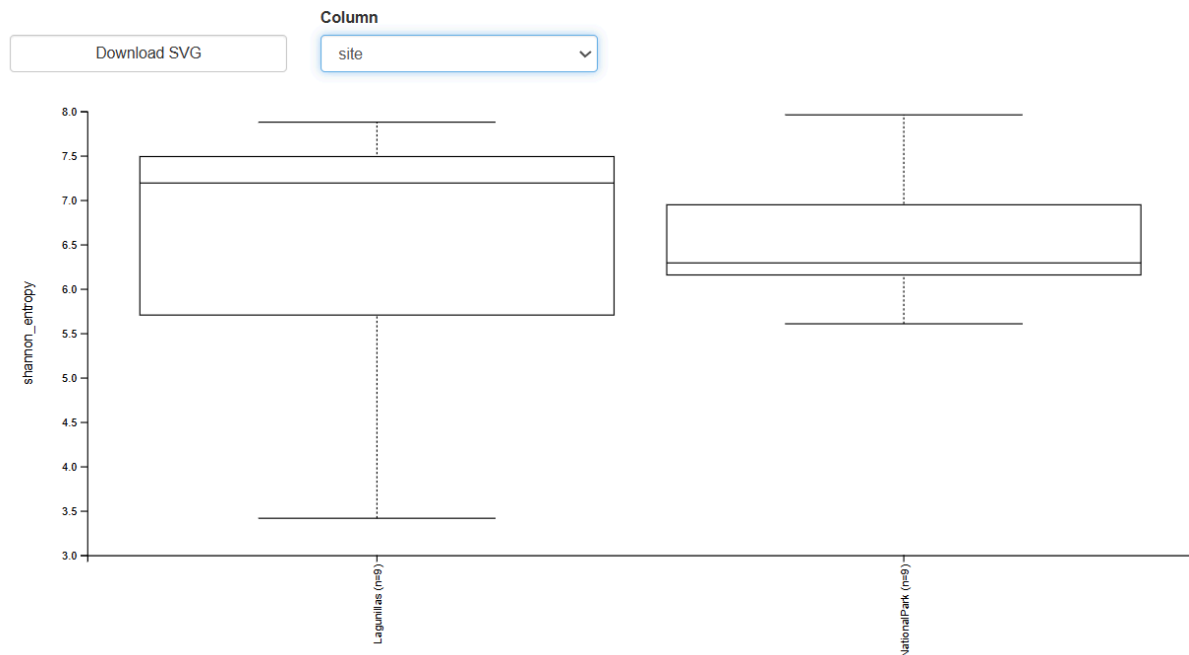 Column
Download SVG
site
8.0
7.5
7.0
6.5
6.0
5.5
5.0
4.5
4.0
3.5
3.0
shannon_entropy
Lagunillas (n=9)
NationalPark (n=9)